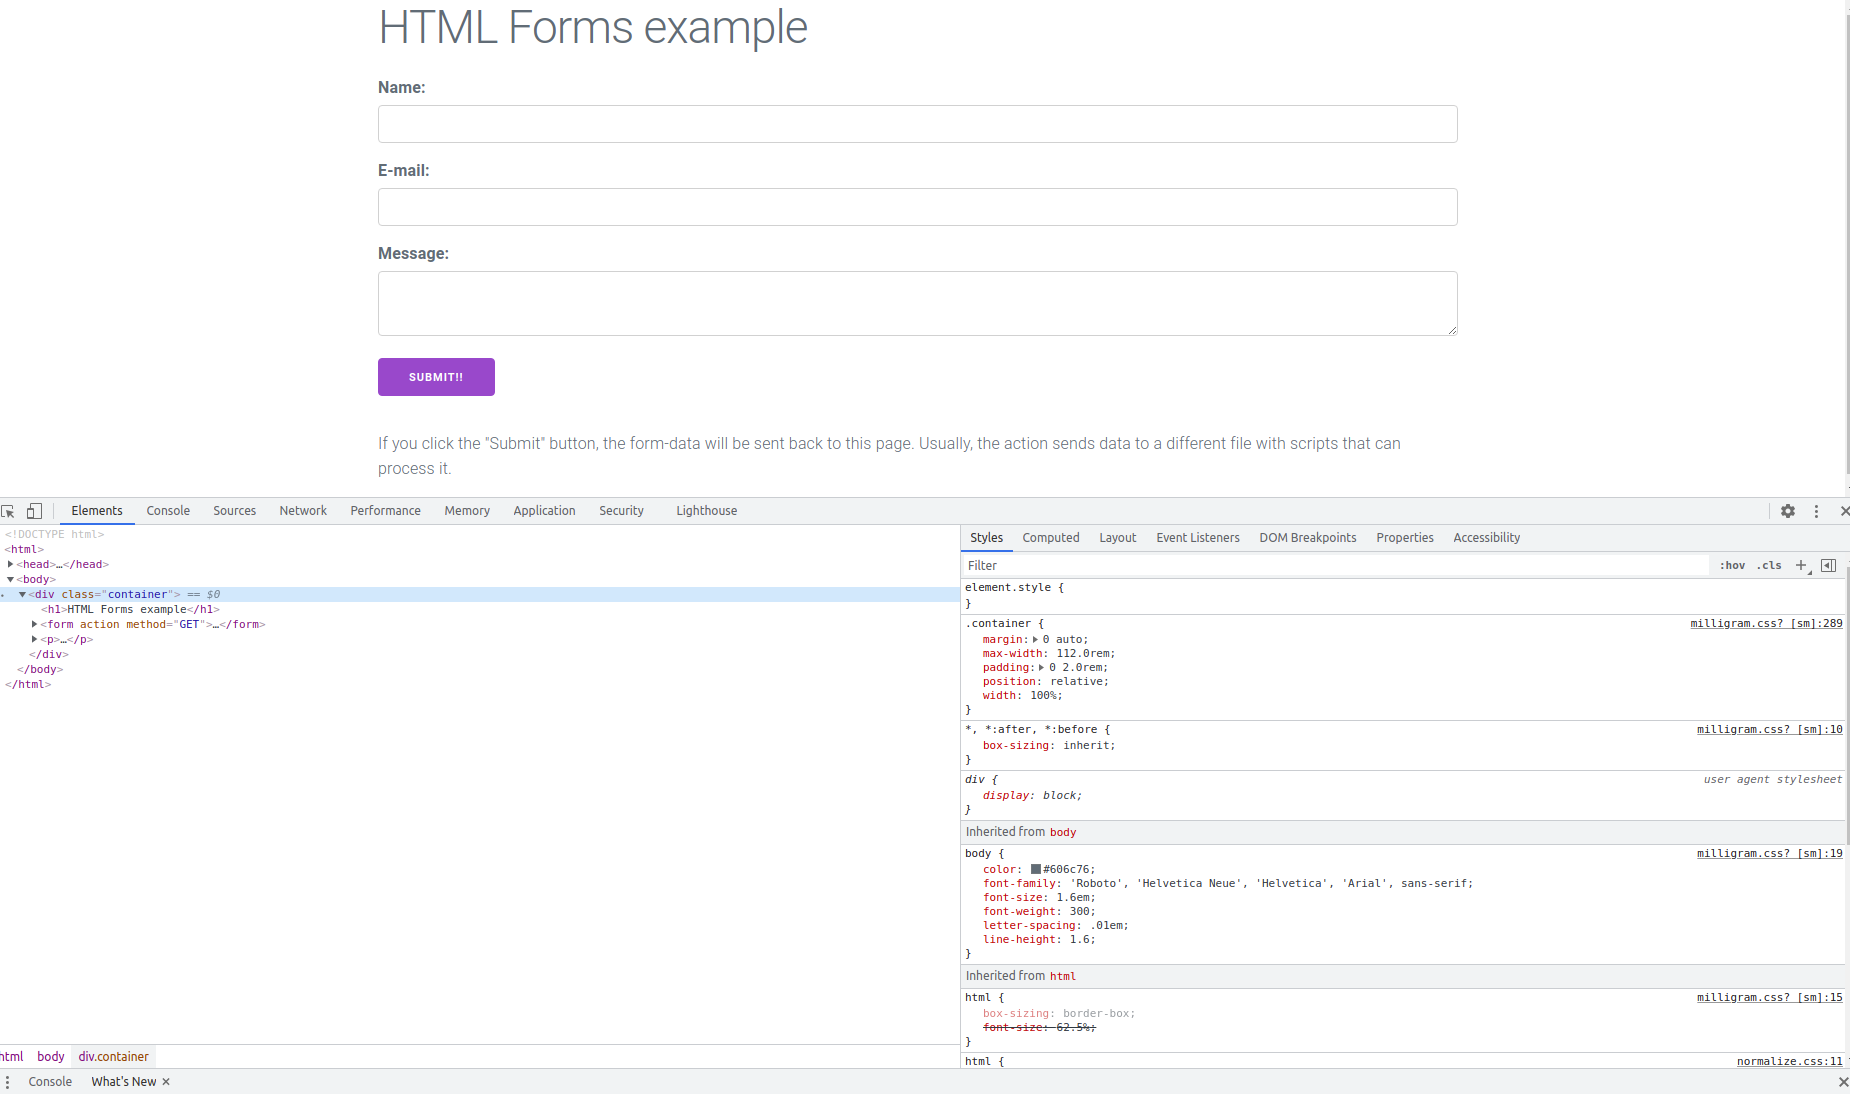 HTML Forms example
Name:
E-mail:
Message:
SUBMIT!!
If you click the "Submit" button, the form-data will be sent back to this page. Usually, the action sends data to a different file with scripts that can
process it.
Elements Console Sources Network Performance Memory Application Security Lighthouse
<!DOCTYPE html>
<html>
<head>…</head>
<body>
<div class="container"> == $0
<h1>HTML Forms example</h1>
<form action method="GET">…</form>
<p>…</p>
</div>
</body>
</html>
html body div.container
Styles Computed Layout Event Listeners DOM Breakpoints Properties Accessibility
Filter :hov .cls
element.style {
}
.container { milligram.css? [sm]:289
margin: 0 auto;
max-width: 112.0rem;
padding: 0 2.0rem;
position: relative;
width: 100%;
}
*, *:after, *:before { milligram.css? [sm]:10
box-sizing: inherit;
}
div { user agent stylesheet
display: block;
}
Inherited from body
body { milligram.css? [sm]:19
color: #606c76;
font-family: 'Roboto', 'Helvetica Neue', 'Helvetica', 'Arial', sans-serif;
font-size: 1.6em;
font-weight: 300;
letter-spacing: .01em;
line-height: 1.6;
}
Inherited from html
html { milligram.css? [sm]:15
box-sizing: border-box;
font-size: 62.5%;
}
html { normalize.css:11
Console What's New